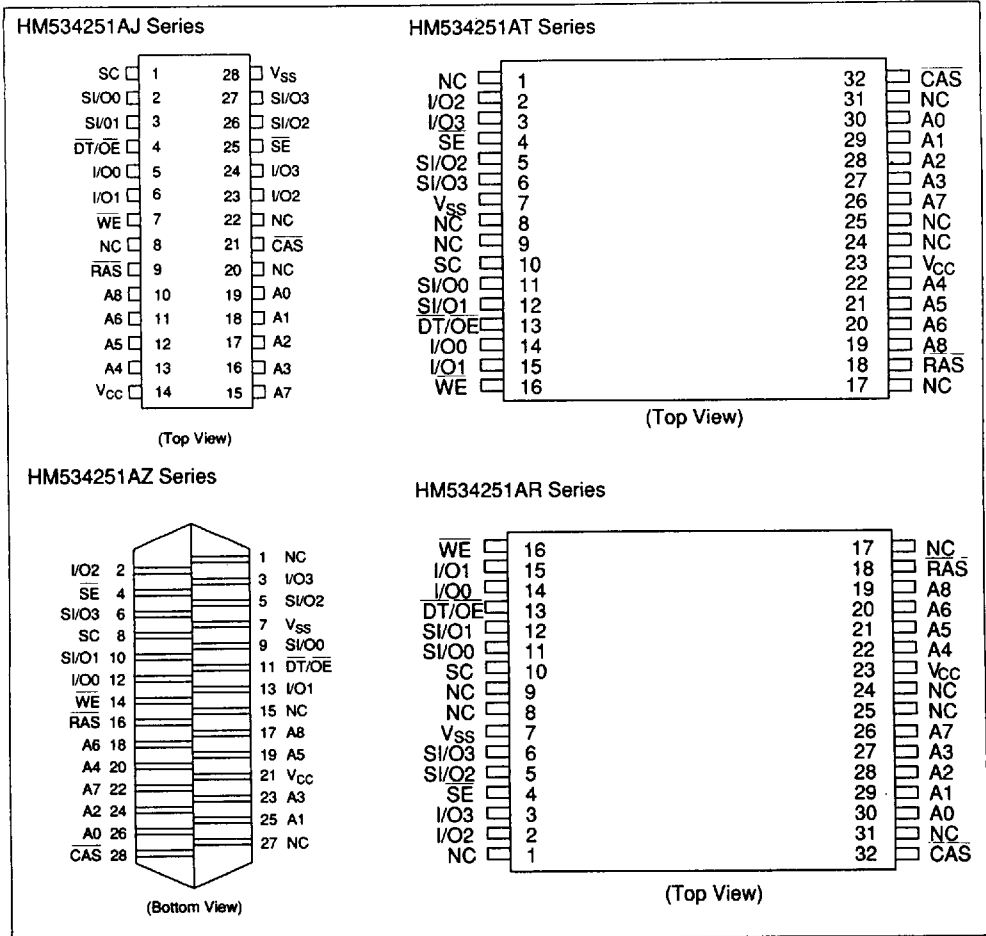 HM534251AJ Series
SC 1 28 VSS
SI/O0 2 27 SI/O3
SI/01 3 26 SI/O2
DT/OE 4 25 SE
I/O0 5 24 I/O3
I/O1 6 23 I/O2
WE 7 22 NC
NC 8 21 CAS
RAS 9 20 NC
A8 10 19 A0
A6 11 18 A1
A5 12 17 A2
A4 13 16 A3
VCC 14 15 A7
(Top View)
HM534251AT Series
NC 1 32 CAS
I/O2 2 31 NC
I/O3 3 30 A0
SE 4 29 A1
SI/O2 5 28 A2
SI/O3 6 27 A3
VSS 7 26 A7
NC 8 25 NC
NC 9 24 NC
SC 10 23 VCC
SI/O0 11 22 A4
SI/O1 12 21 A5
DT/OE 13 20 A6
I/O0 14 19 A8
I/O1 15 18 RAS
WE 16 17 NC
(Top View)
HM534251AZ Series
1 NC
I/O2 2
3 I/O3
SE 4
5 SI/O2
SI/O3 6
7 VSS
SC 8
9 SI/O0
SI/O1 10
11 DT/OE
I/O0 12
13 I/O1
WE 14
15 NC
RAS 16
17 A8
A6 18
19 A5
A4 20
21 VCC
A7 22
23 A3
A2 24
25 A1
A0 26
27 NC
CAS 28
(Bottom View)
HM534251AR Series
WE 16 17 NC
I/O1 15 18 RAS
I/O0 14 19 A8
DT/OE 13 20 A6
SI/O1 12 21 A5
SI/O0 11 22 A4
SC 10 23 VCC
NC 9 24 NC
NC 8 25 NC
VSS 7 26 A7
SI/O3 6 27 A3
SI/O2 5 28 A2
SE 4 29 A1
I/O3 3 30 A0
I/O2 2 31 NC
NC 1 32 CAS
(Top View)